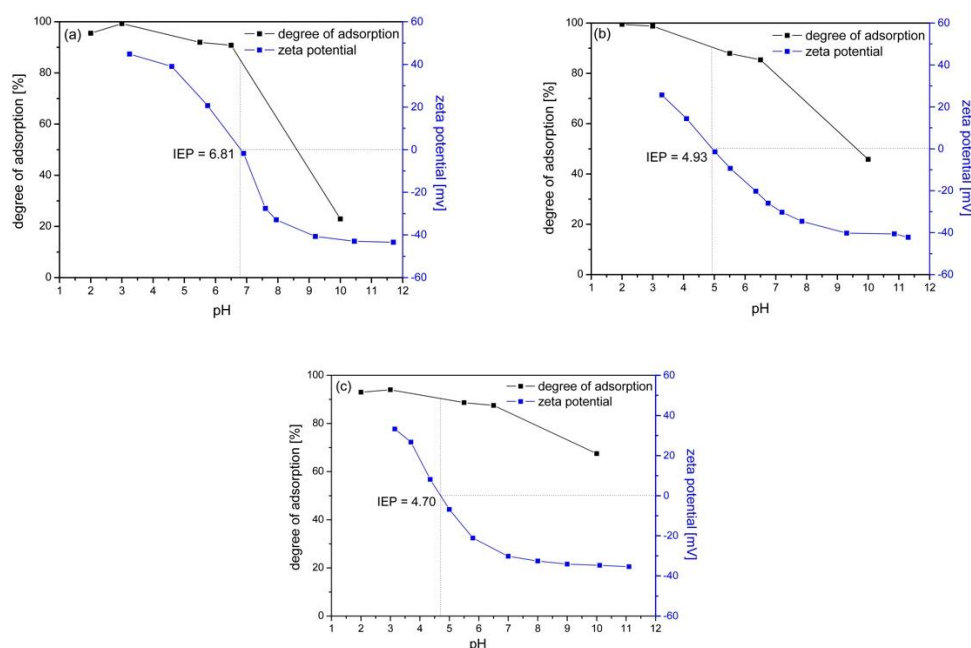 (a)
degree of adsorption
zeta potential
degree of adsorption [%]
100
80
60
40
20
0
60
40
20
0
-20
-40
-60
zeta potential [mv]
IEP = 6.81
1 2 3 4 5 6 7 8 9 10 11 12
pH
(b)
degree of adsorption
zeta potential
degree of adsorption [%]
100
80
60
40
20
0
60
40
20
0
-20
-40
-60
zeta potential [mV]
IEP = 4.93
1 2 3 4 5 6 7 8 9 10 11 12
pH
(c)
degree of adsorption
zeta potential
degree of adsorption [%]
100
80
60
40
20
0
60
40
20
0
-20
-40
-60
zeta potential [mV]
IEP = 4.70
1 2 3 4 5 6 7 8 9 10 11 12
pH